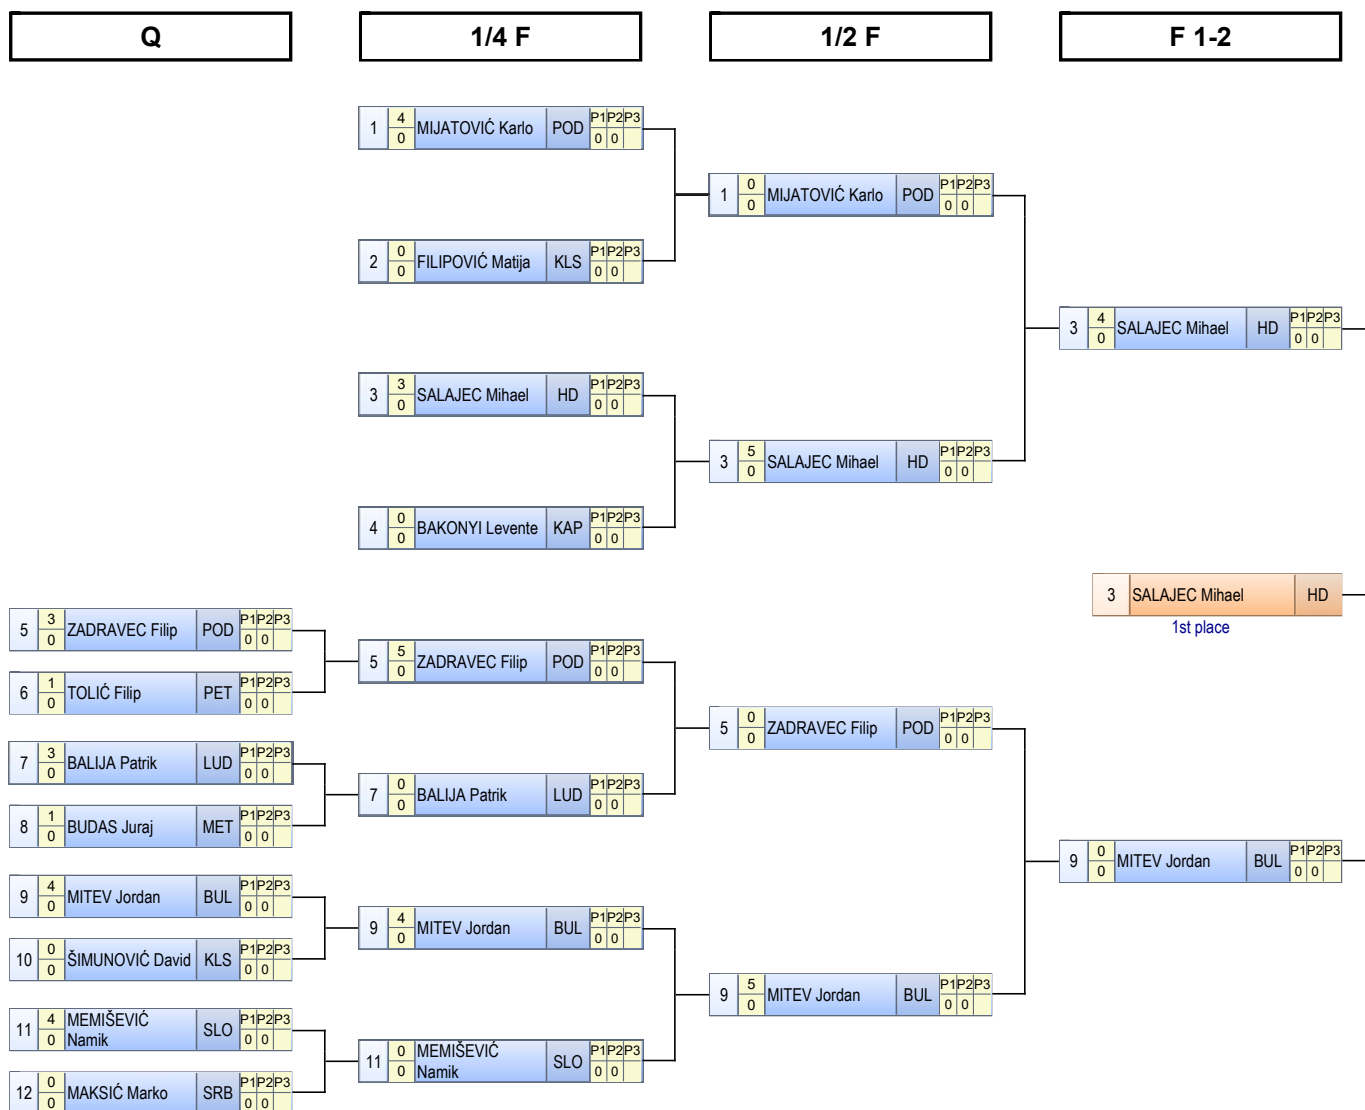 Q 1/4 F 1/2 F F 1-2
4 P1 P2 P3
1 MIJATOVIĆ Karlo POD
0 0 0
0 P1 P2 P3
1 MIJATOVIĆ Karlo POD
0 0 0
0 P1 P2 P3
2 FILIPOVIĆ Matija KLS
0 0 0
4 P1 P2 P3
3 SALAJEC Mihael HD
0 0 0
3 P1 P2 P3
3 SALAJEC Mihael HD
0 0 0
5 P1 P2 P3
3 SALAJEC Mihael HD
0 0 0
0 P1 P2 P3
4 BAKONYI Levente KAP
0 0 0
3 SALAJEC Mihael HD
1st place
3 P1 P2 P3
5 ZADRAVEC Filip POD
0 0 0
5 P1 P2 P3
5 ZADRAVEC Filip POD
0 0 0
1 P1 P2 P3
6 TOLIĆ Filip PET
0 0 0
0 P1 P2 P3
5 ZADRAVEC Filip POD
0 0 0
3 P1 P2 P3
7 BALIJA Patrik LUD
0 0 0
0 P1 P2 P3
7 BALIJA Patrik LUD
0 0 0
1 P1 P2 P3
8 BUDAS Juraj MET
0 0 0
0 P1 P2 P3
9 MITEV Jordan BUL
0 0 0
4 P1 P2 P3
9 MITEV Jordan BUL
0 0 0
4 P1 P2 P3
9 MITEV Jordan BUL
0 0 0
0 P1 P2 P3
10 ŠIMUNOVIĆ David KLS
0 0 0
5 P1 P2 P3
9 MITEV Jordan BUL
0 0 0
4 MEMIŠEVIĆ P1 P2 P3
11 SLO
0 Namik 0 0
0 MEMIŠEVIĆ P1 P2 P3
11 SLO
0 Namik 0 0
0 P1 P2 P3
12 MAKSIĆ Marko SRB
0 0 0